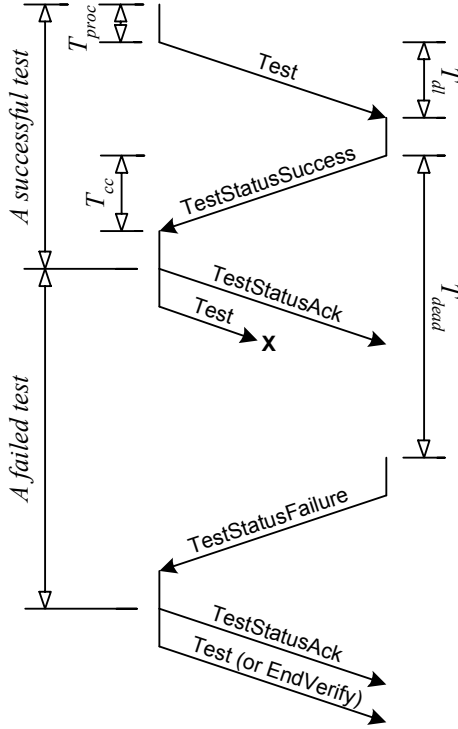 T_proc
Test
T_dl
A successful test
TestStatusSuccess
T_cc
TestStatusAck
Test
X
T_dead
A failed test
TestStatusFailure
TestStatusAck
Test (or EndVerify)